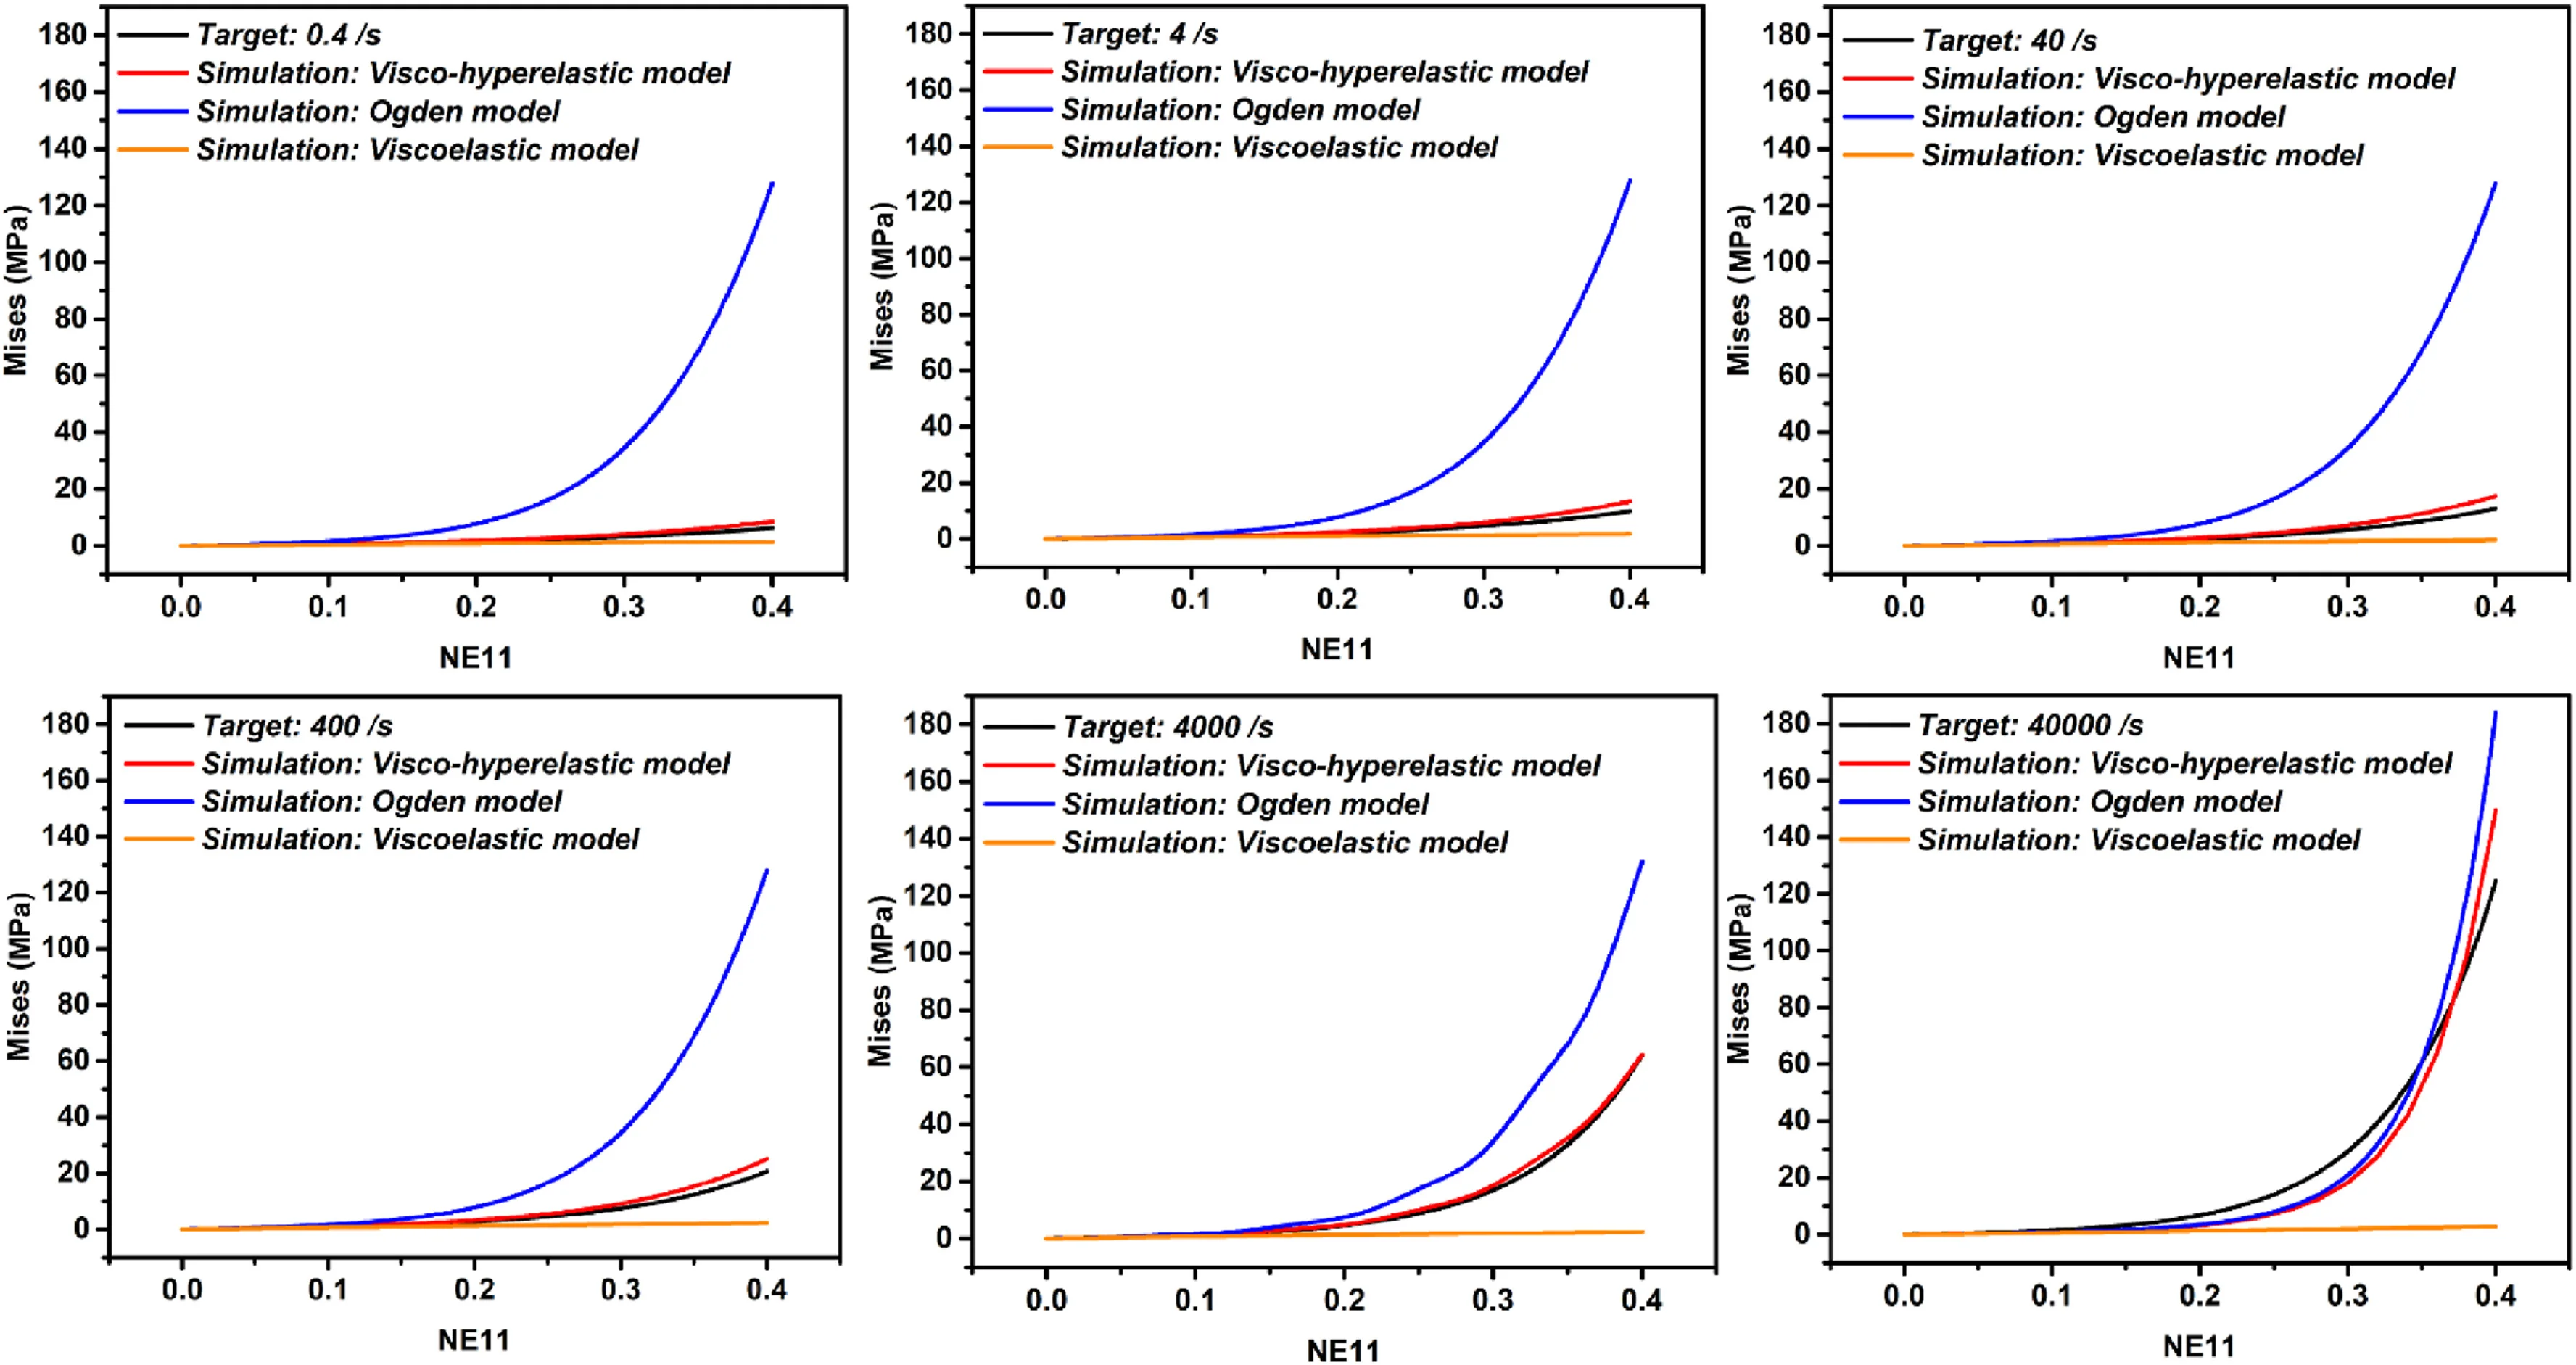 Target: 0.4 /s
Simulation: Visco-hyperelastic model
Simulation: Ogden model
Simulation: Viscoelastic model
180
160
140
120
100
80
60
40
20
0
Mises (MPa)
0.0 0.1 0.2 0.3 0.4
NE11
Target: 4 /s
Simulation: Visco-hyperelastic model
Simulation: Ogden model
Simulation: Viscoelastic model
180
160
140
120
100
80
60
40
20
0
Mises (MPa)
0.0 0.1 0.2 0.3 0.4
NE11
Target: 40 /s
Simulation: Visco-hyperelastic model
Simulation: Ogden model
Simulation: Viscoelastic model
180
160
140
120
100
80
60
40
20
0
Mises (MPa)
0.0 0.1 0.2 0.3 0.4
NE11
Target: 400 /s
Simulation: Visco-hyperelastic model
Simulation: Ogden model
Simulation: Viscoelastic model
180
160
140
120
100
80
60
40
20
0
Mises (MPa)
0.0 0.1 0.2 0.3 0.4
NE11
Target: 4000 /s
Simulation: Visco-hyperelastic model
Simulation: Ogden model
Simulation: Viscoelastic model
180
160
140
120
100
80
60
40
20
0
Mises (MPa)
0.0 0.1 0.2 0.3 0.4
NE11
Target: 40000 /s
Simulation: Visco-hyperelastic model
Simulation: Ogden model
Simulation: Viscoelastic model
180
160
140
120
100
80
60
40
20
0
Mises (MPa)
0.0 0.1 0.2 0.3 0.4
NE11